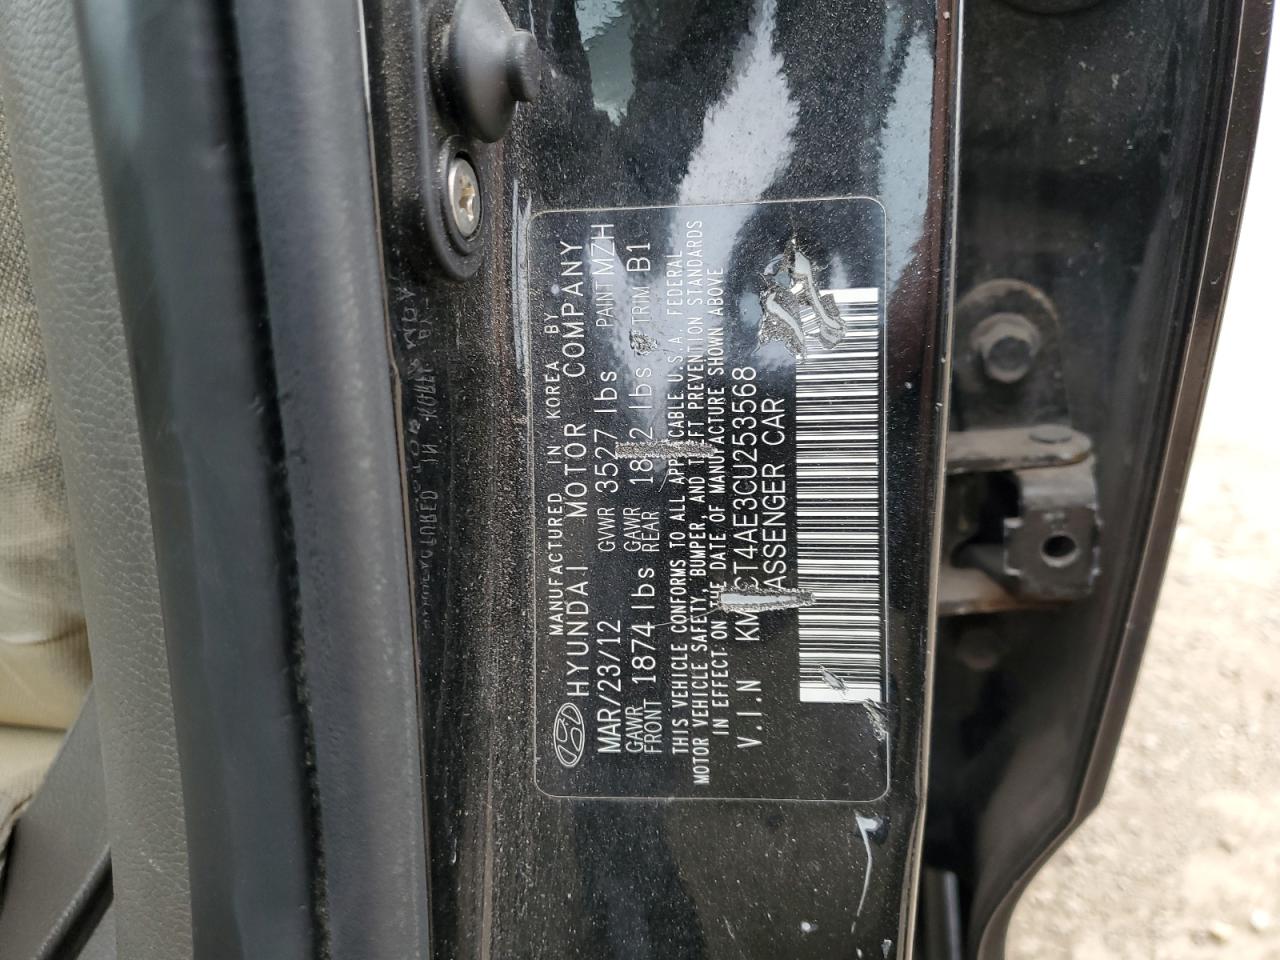 MANUFACTURED IN KOREA BY
HYUNDAI MOTOR COMPANY
MAR/23/12 GVWR 3527 lbs PAINT MZH
GAWR FRONT 1874 lbs GAWR REAR lbs TRIM B1
THIS VEHICLE CONFORMS TO ALL APPLICABLE U.S.A. FEDERAL
MOTOR VEHICLE SAFETY, BUMPER, AND THEFT PREVENTION STANDARDS
IN EFFECT ON THE DATE OF MANUFACTURE SHOWN ABOVE
V.I.N
PASSENGER CAR